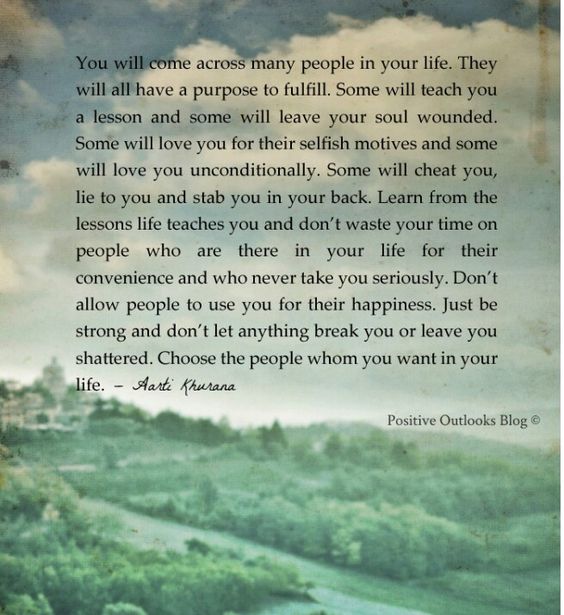 You will come across many people in your life. They
will all have a purpose to fulfill. Some will teach you
a lesson and some will leave your soul wounded.
Some will love you for their selfish motives and some
will love you unconditionally. Some will cheat you,
lie to you and stab you in your back. Learn from the
lessons life teaches you and don’t waste your time on
people who are there in your life for their
convenience and who never take you seriously. Don’t
allow people to use you for their happiness. Just be
strong and don’t let anything break you or leave you
shattered. Choose the people whom you want in your
life. – Aarti Khurana
Positive Outlooks Blog ©